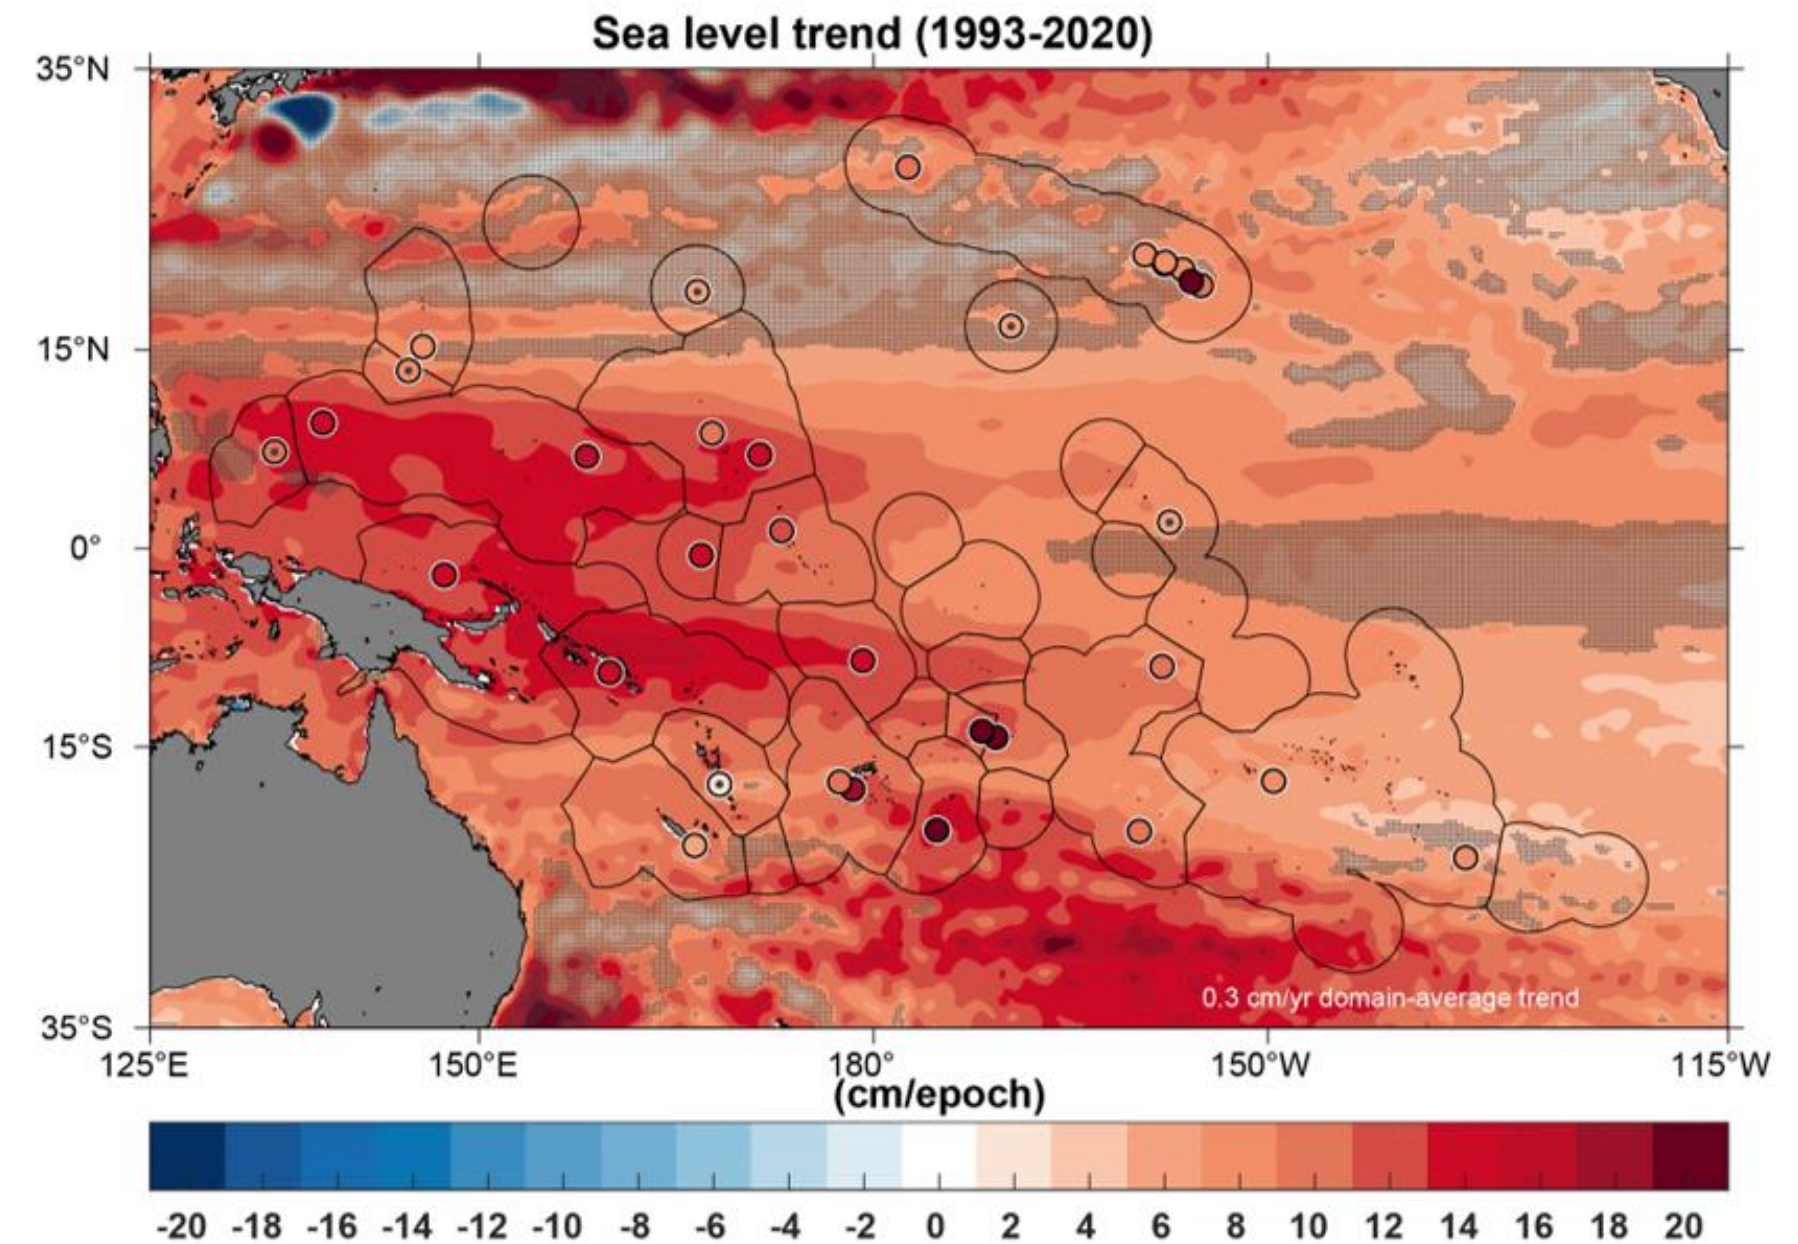 Sea level trend (1993-2020)
35°N
15°N
0°
15°S
35°S
0.3 cm/yr domain-average trend
125°E 150°E 180° 150°W 115°W
(cm/epoch)
-20 -18 -16 -14 -12 -10 -8 -6 -4 -2 0 2 4 6 8 10 12 14 16 18 20